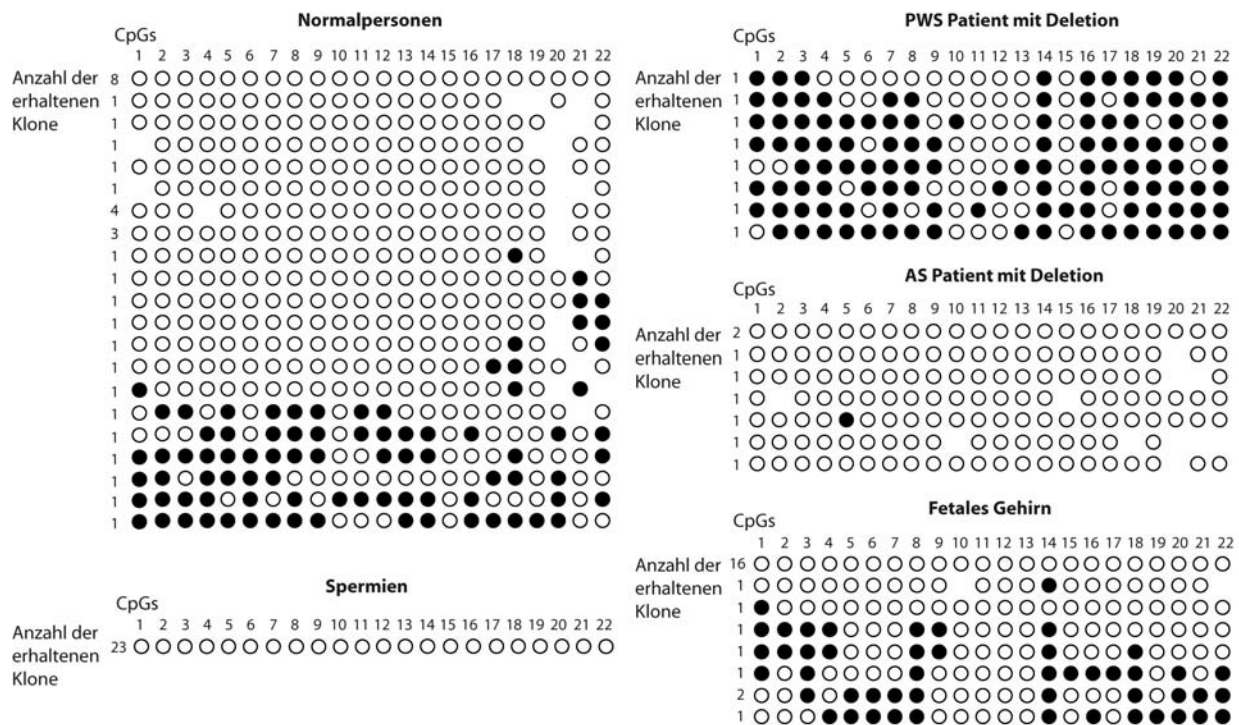 Normalpersonen
CpGs
1 2 3 4 5 6 7 8 9 10 11 12 13 14 15 16 17 18 19 20 21 22
Anzahl der
erhaltenen
Klone
8
1
1
1
1
1
4
3
1
1
1
1
1
1
1
1
1
1
1
1
1
Spermien
CpGs
1 2 3 4 5 6 7 8 9 10 11 12 13 14 15 16 17 18 19 20 21 22
Anzahl der
erhaltenen
Klone
23
PWS Patient mit Deletion
CpGs
1 2 3 4 5 6 7 8 9 10 11 12 13 14 15 16 17 18 19 20 21 22
Anzahl der
erhaltenen
Klone
1
1
1
1
1
1
1
1
AS Patient mit Deletion
CpGs
1 2 3 4 5 6 7 8 9 10 11 12 13 14 15 16 17 18 19 20 21 22
Anzahl der
erhaltenen
Klone
2
1
1
1
1
1
1
Fetales Gehirn
CpGs
1 2 3 4 5 6 7 8 9 10 11 12 13 14 15 16 17 18 19 20 21 22
Anzahl der
erhaltenen
Klone
16
1
1
1
1
1
2
1